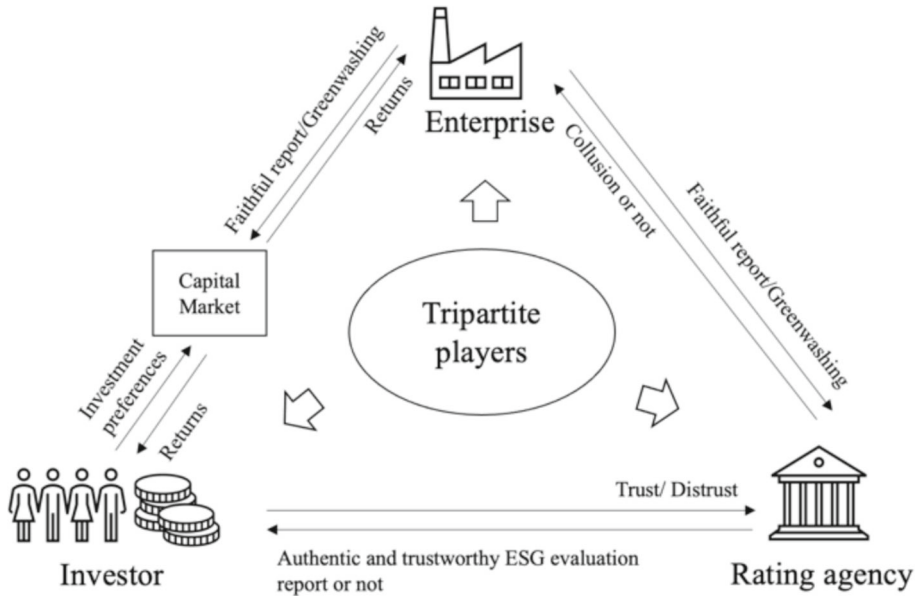 Enterprise
Faithful report/Greenwashing
Returns
Collusion or not
Faithful report/Greenwashing
Capital
Market
Tripartite
players
Investment
preferences
Returns
Trust/ Distrust
Authentic and trustworthy ESG evaluation
report or not
Investor
Rating agency